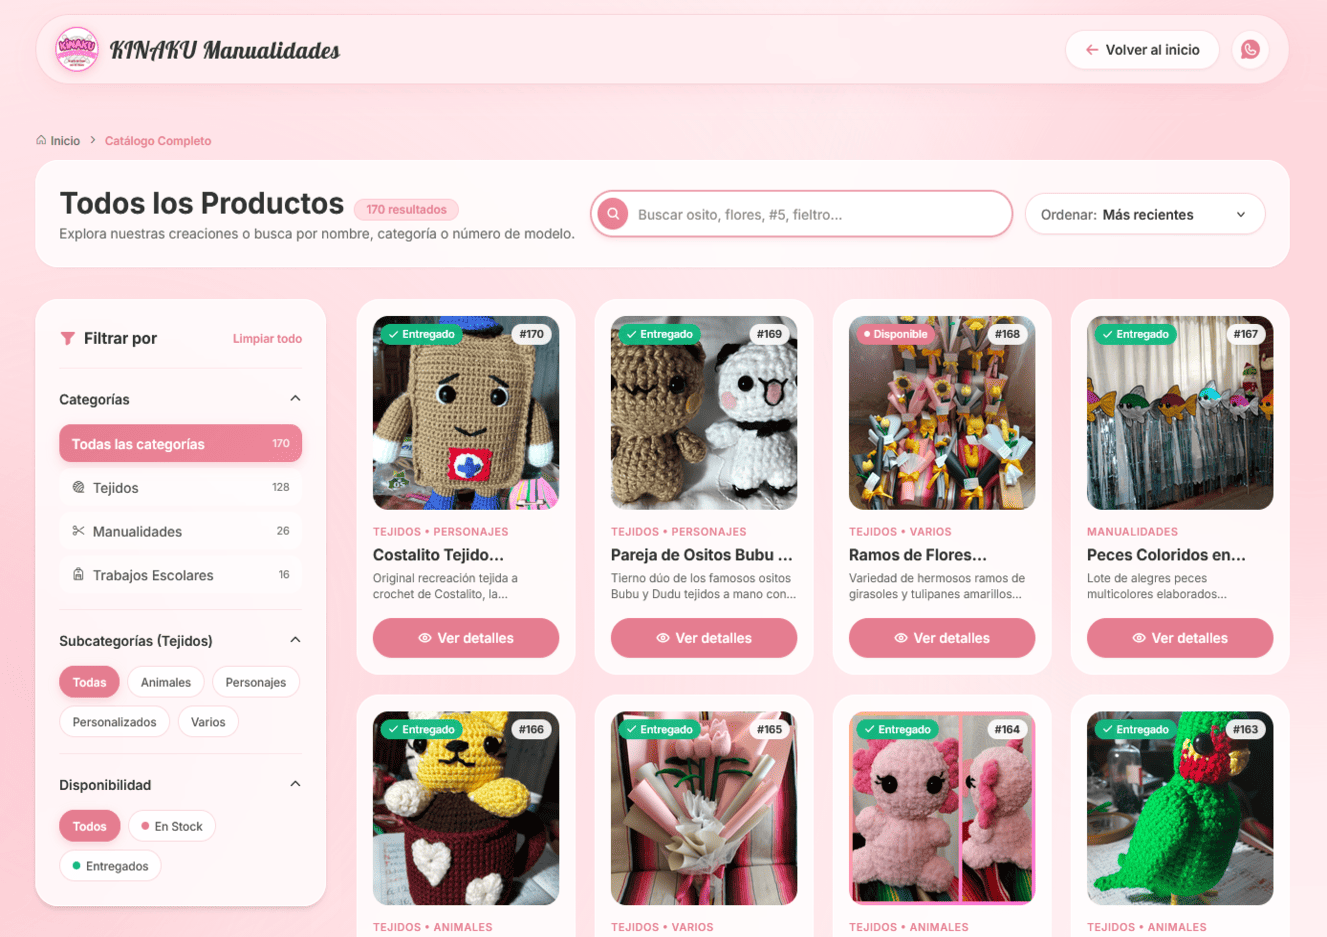 KINAKU
KINAKU Manualidades
Volver al inicio
Inicio
Catálogo Completo
Todos los Productos
170 resultados
Explora nuestras creaciones o busca por nombre, categoría o número de modelo.
Buscar osito, flores, #5, fieltro...
Ordenar: Más recientes
Filtrar por
Limpiar todo
Categorías
Todas las categorías 170
Tejidos 128
Manualidades 26
Trabajos Escolares 16
Subcategorías (Tejidos)
Todas
Animales
Personajes
Personalizados
Varios
Disponibilidad
Todos
En Stock
Entregados
Entregado
#170
TEJIDOS • PERSONAJES
Costalito Tejido...
Original recreación tejida a
crochet de Costalito, la...
Ver detalles
Entregado
#169
TEJIDOS • PERSONAJES
Pareja de Ositos Bubu ...
Tierno dúo de los famosos ositos
Bubu y Dudu tejidos a mano con...
Ver detalles
Disponible
#168
TEJIDOS • VARIOS
Ramos de Flores...
Variedad de hermosos ramos de
girasoles y tulipanes amarillos...
Ver detalles
Entregado
#167
MANUALIDADES
Peces Coloridos en...
Lote de alegres peces
multicolores elaborados...
Ver detalles
Entregado
#166
TEJIDOS • ANIMALES
Entregado
#165
TEJIDOS • VARIOS
Entregado
#164
TEJIDOS • ANIMALES
Entregado
#163
TEJIDOS • ANIMALES